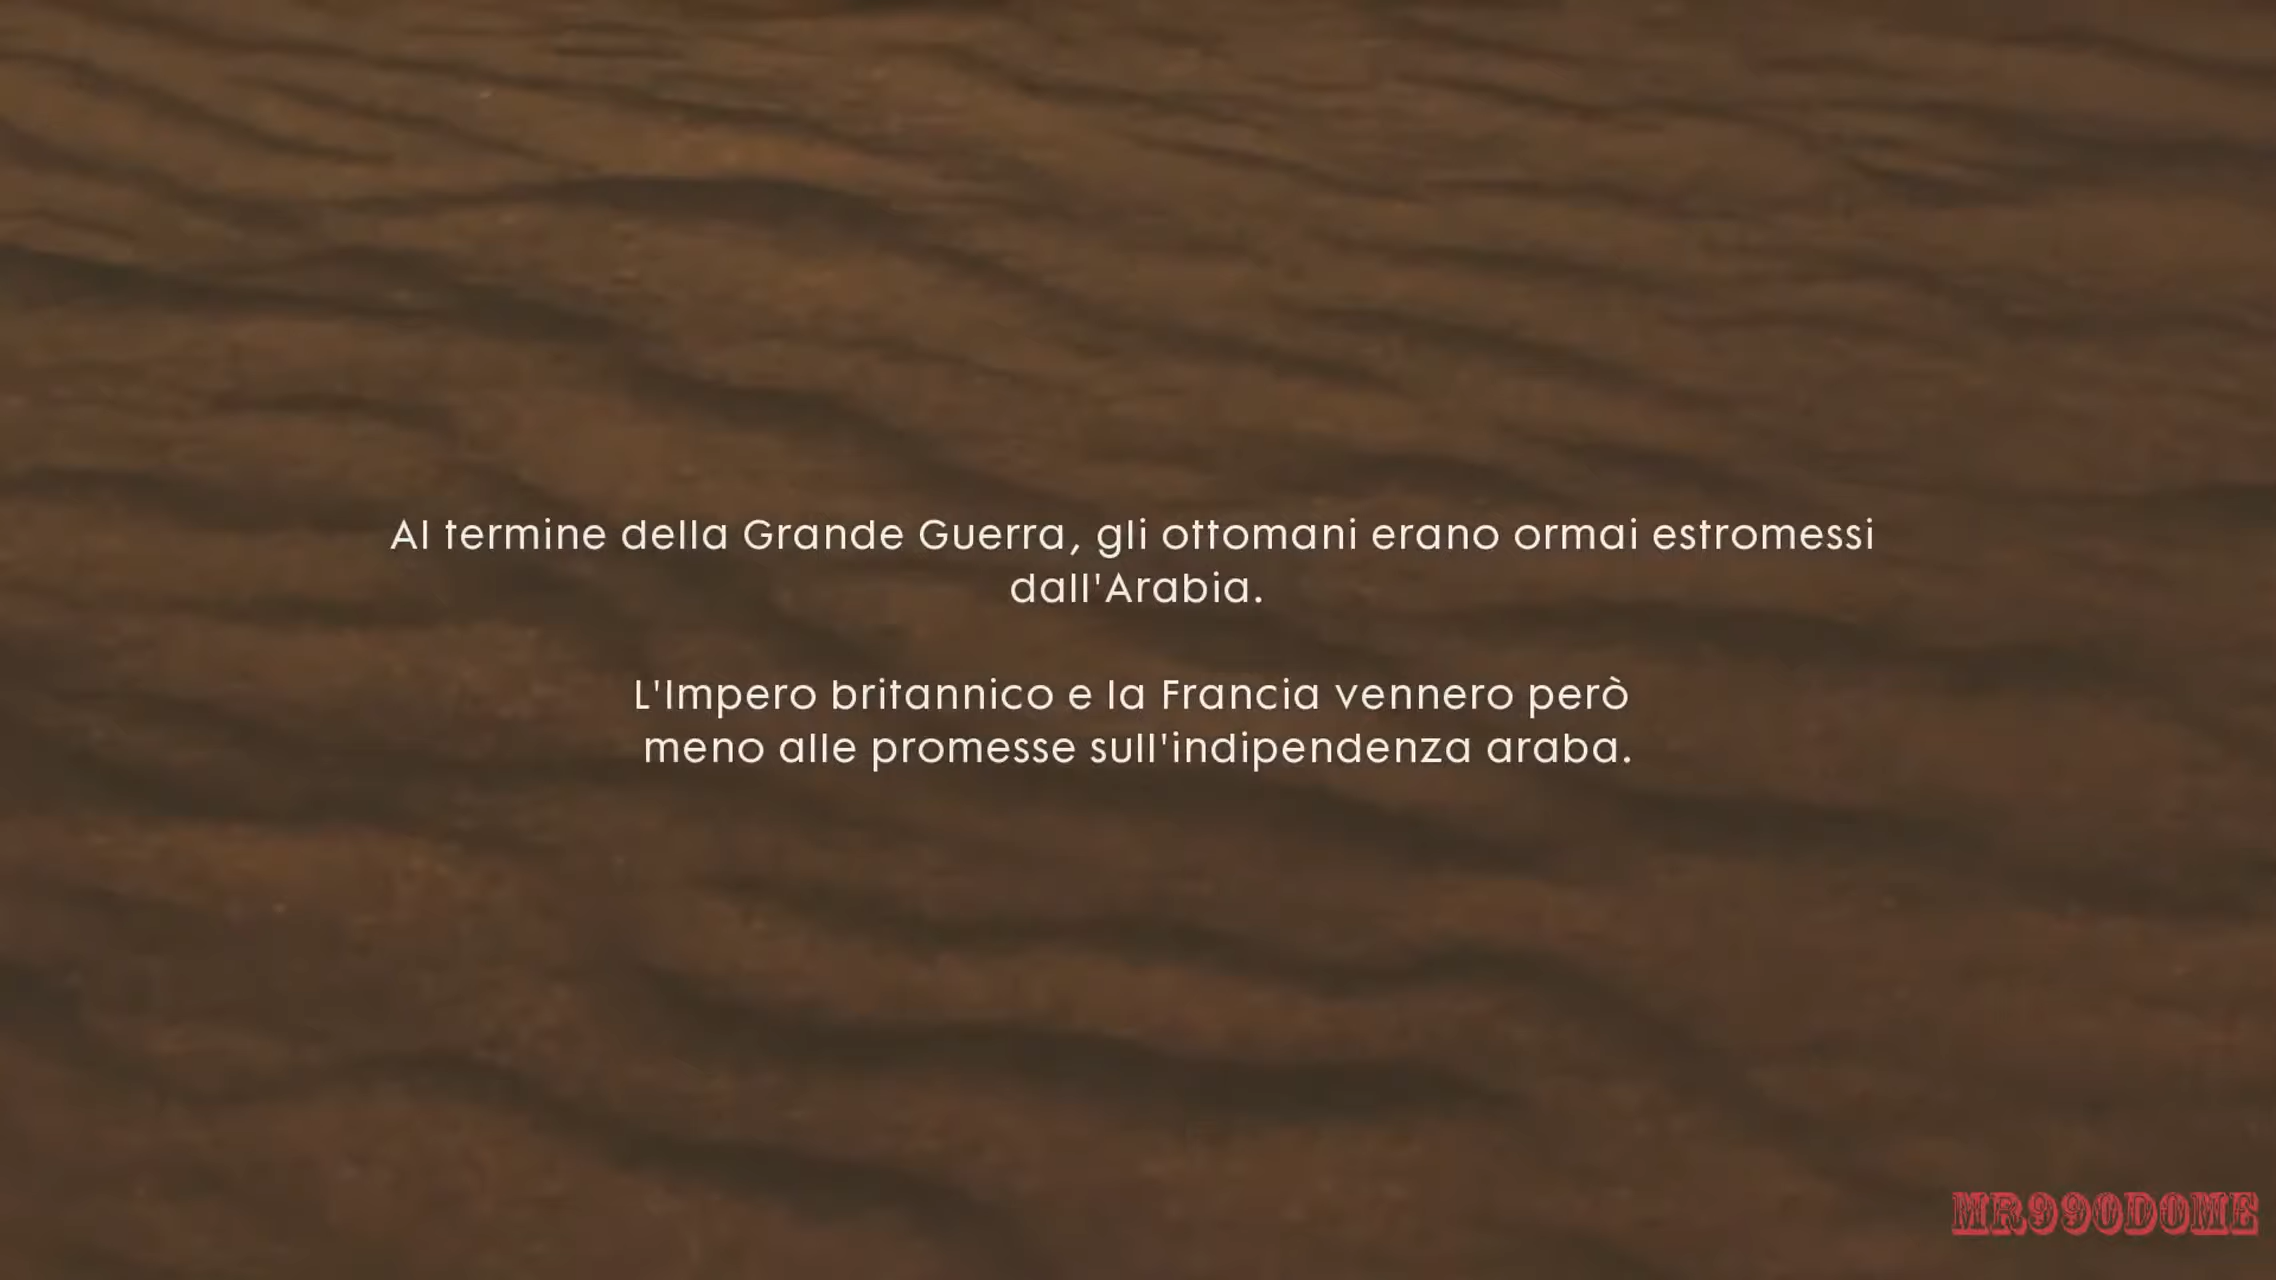 Al termine della Grande Guerra, gli ottomani erano ormai estromessi
dall'Arabia.
L'Impero britannico e la Francia vennero però
meno alle promesse sull'indipendenza araba.
MR990DOME